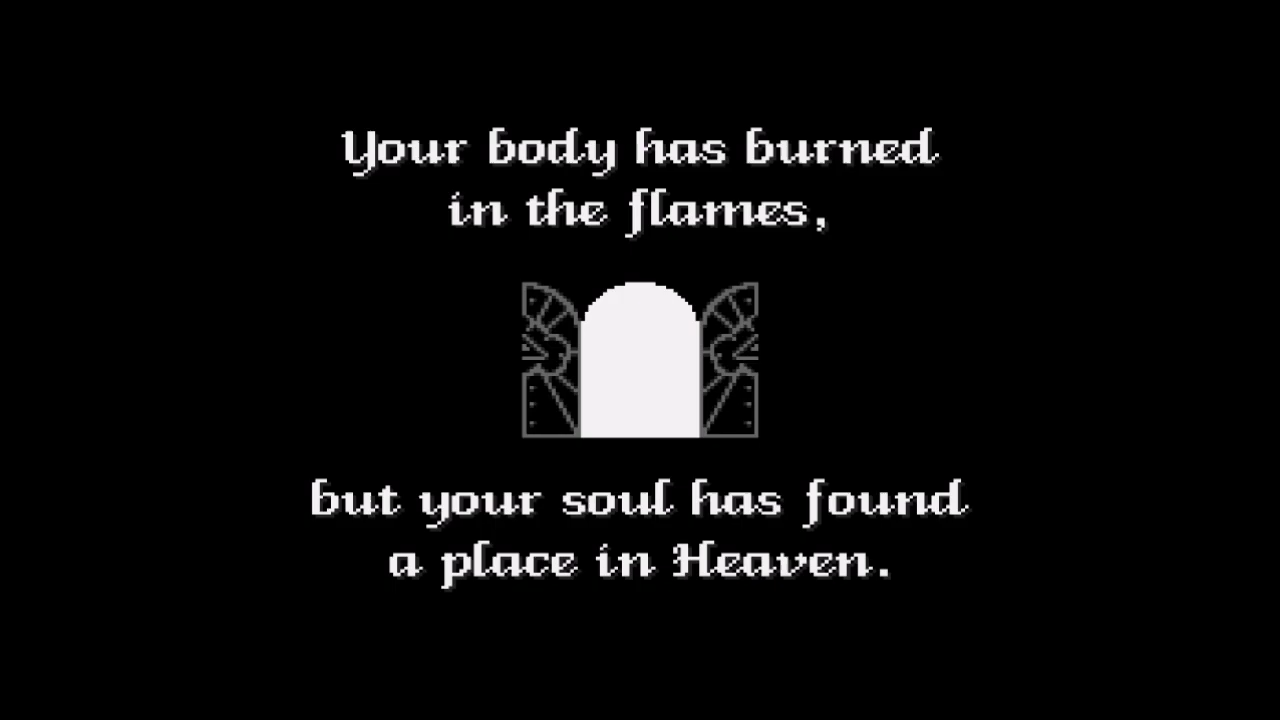 Your body has burned
in the flames,
but your soul has found
a place in Heaven.